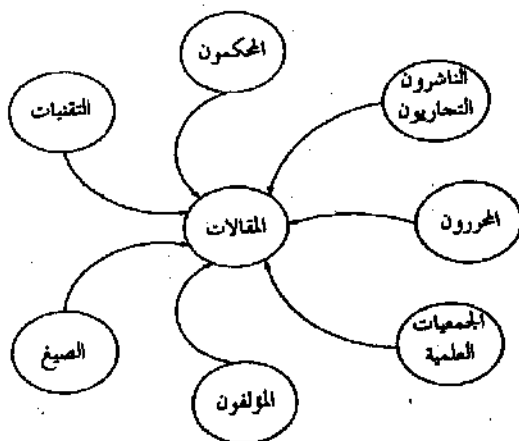 المحكمون
الناشرون
التجاريون
التقنيات
المقالات
المحررون
الجمعيات
العلمية
الصيغ
المؤلفون